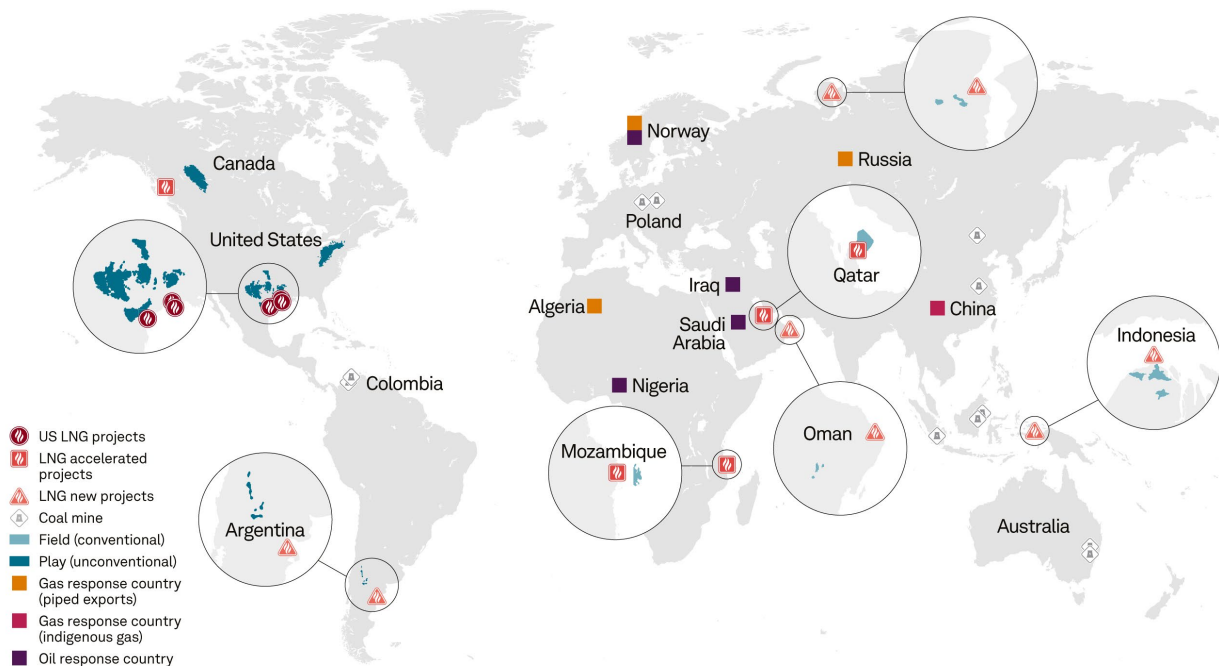 Norway
Canada
Russia
Poland
United States
Qatar
Iraq
Algeria
China
Saudi
Arabia
Indonesia
Colombia
Nigeria
Oman
Mozambique
Argentina
Australia
US LNG projects
LNG accelerated
projects
LNG new projects
Coal mine
Field (conventional)
Play (unconventional)
Gas response country
(piped exports)
Gas response country
(indigenous gas)
Oil response country